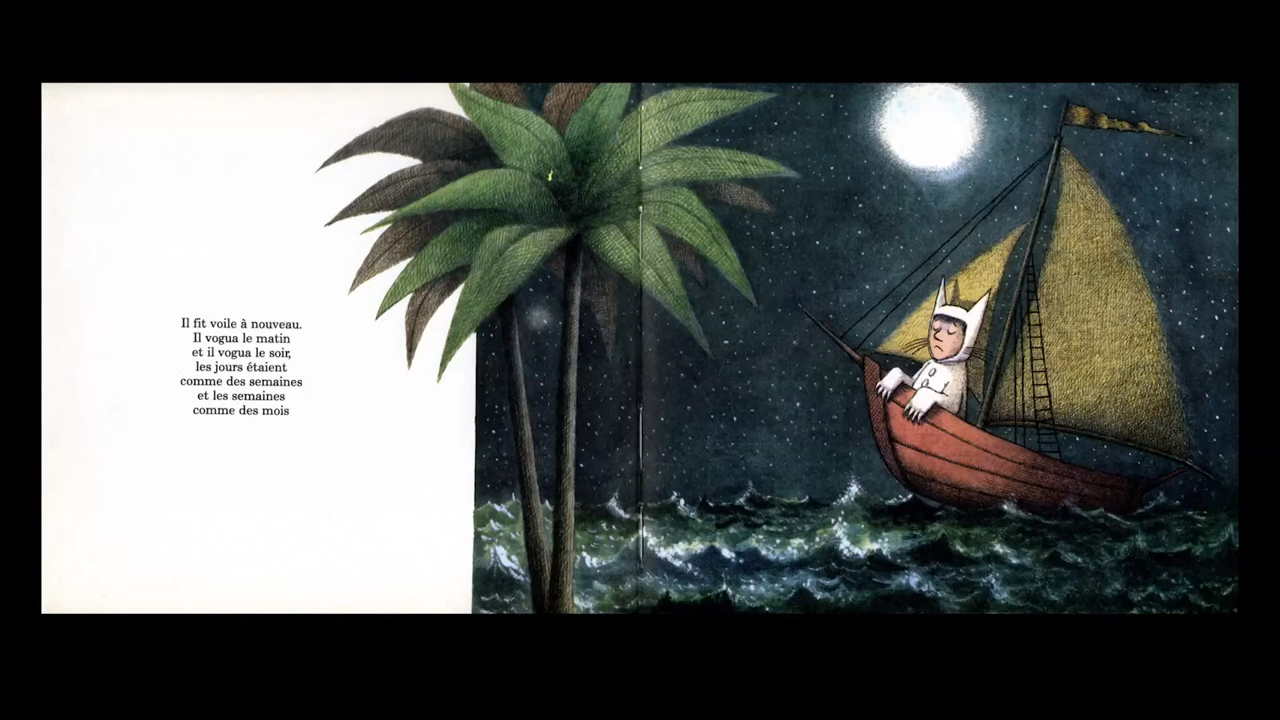 Il fit voile à nouveau.
Il vogua le matin
et il vogua le soir,
les jours étaient
comme des semaines
et les semaines
comme des mois